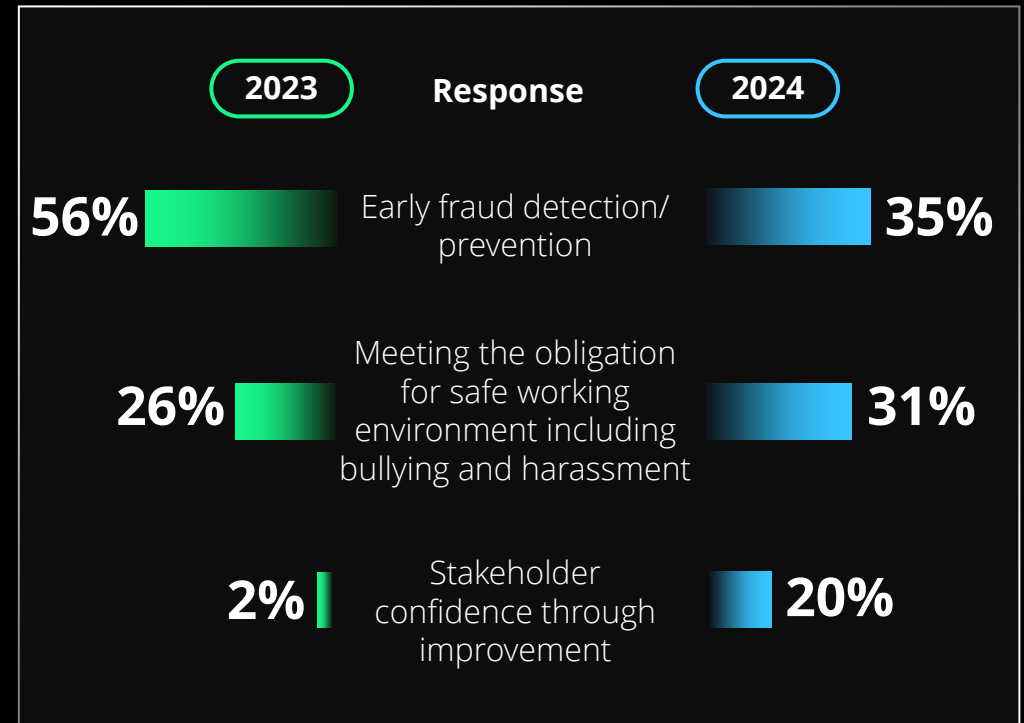 2023 Response 2024
56% Early fraud detection/ 35%
prevention
Meeting the obligation
for safe working
26% environment including 31%
bullying and harassment
Stakeholder
2% confidence through 20%
improvement